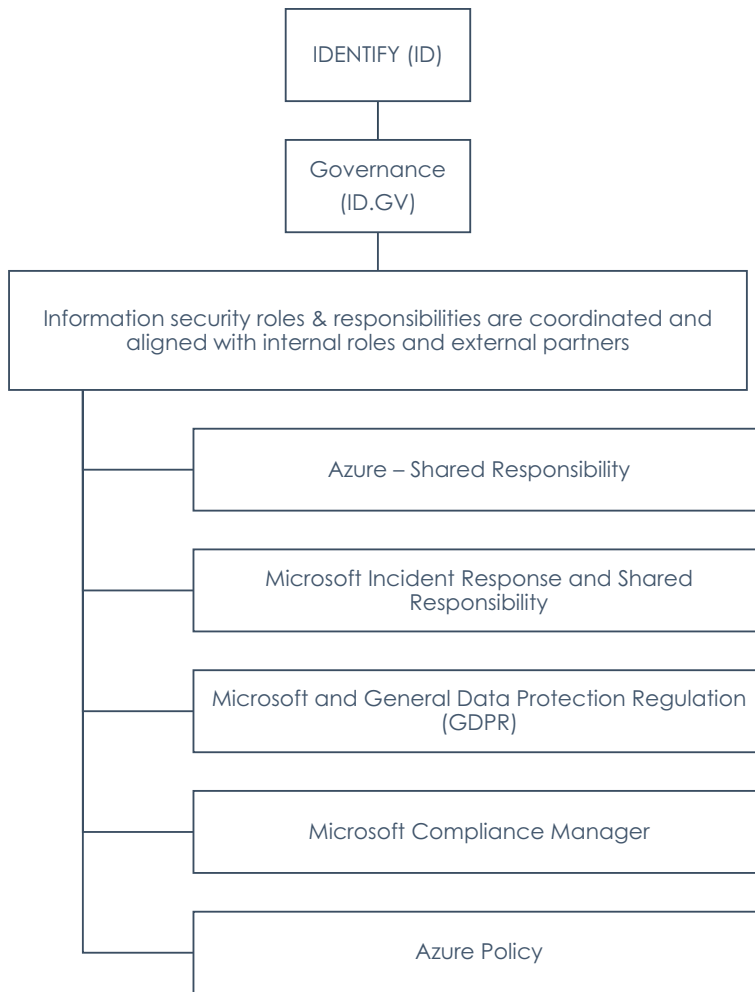 IDENTIFY (ID)
Governance
(ID.GV)
Information security roles & responsibilities are coordinated and
aligned with internal roles and external partners
Azure – Shared Responsibility
Microsoft Incident Response and Shared
Responsibility
Microsoft and General Data Protection Regulation
(GDPR)
Microsoft Compliance Manager
Azure Policy